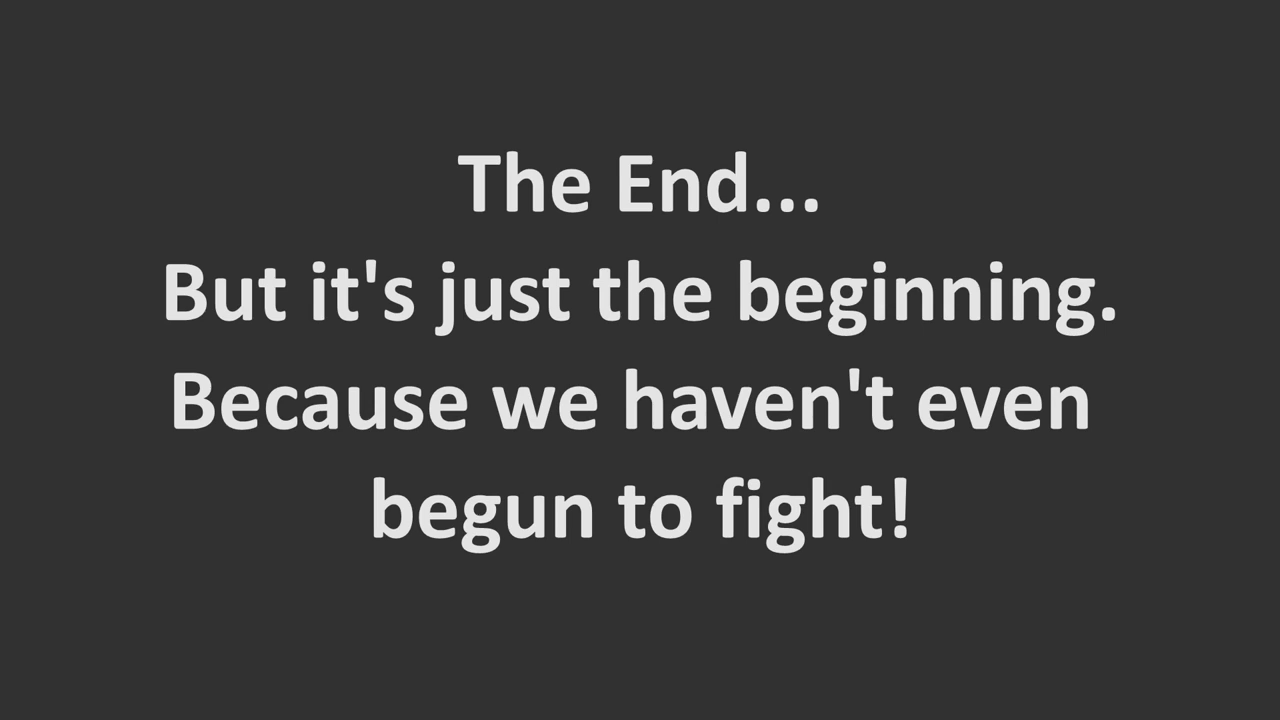 The End...
But it's just the beginning.
Because we haven't even
begun to fight!